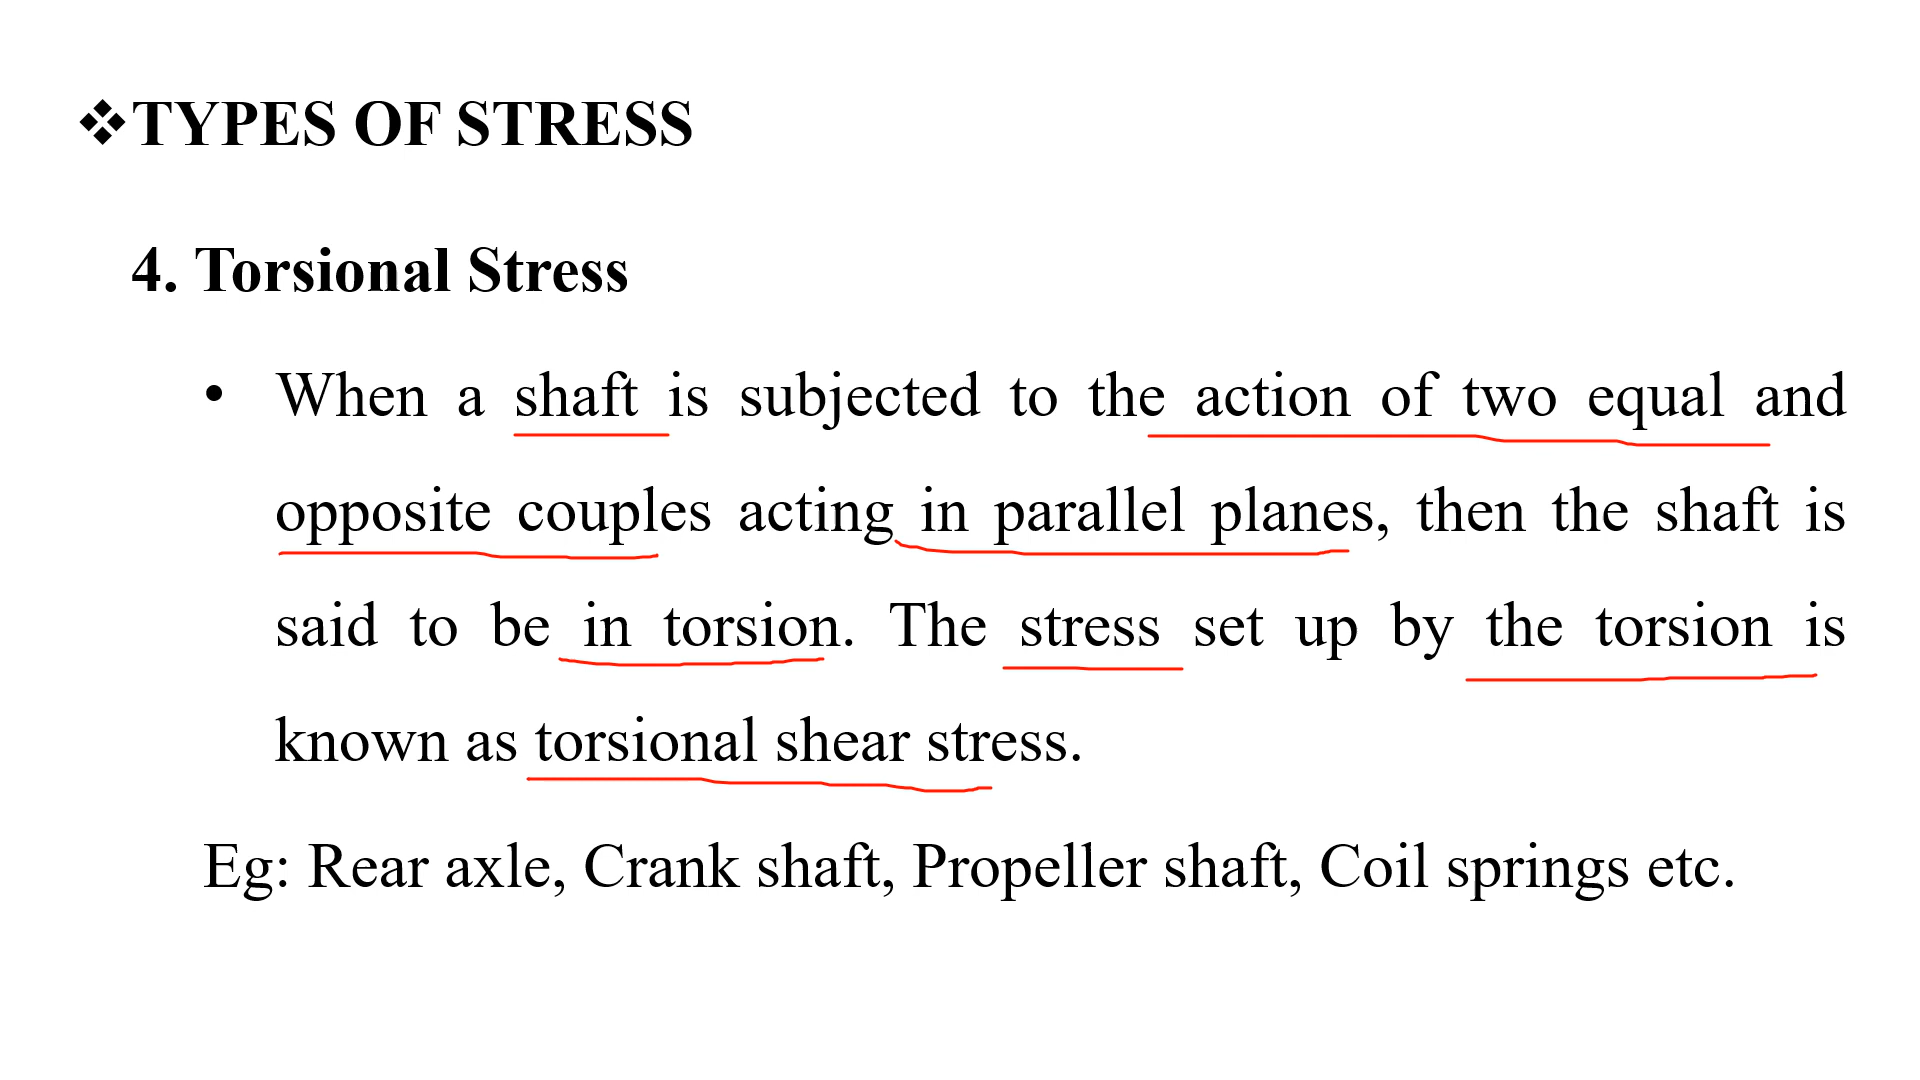 ❖TYPES OF STRESS
4. Torsional Stress
• When a shaft is subjected to the action of two equal and
opposite couples acting in parallel planes, then the shaft is
said to be in torsion. The stress set up by the torsion is
known as torsional shear stress.
Eg: Rear axle, Crank shaft, Propeller shaft, Coil springs etc.